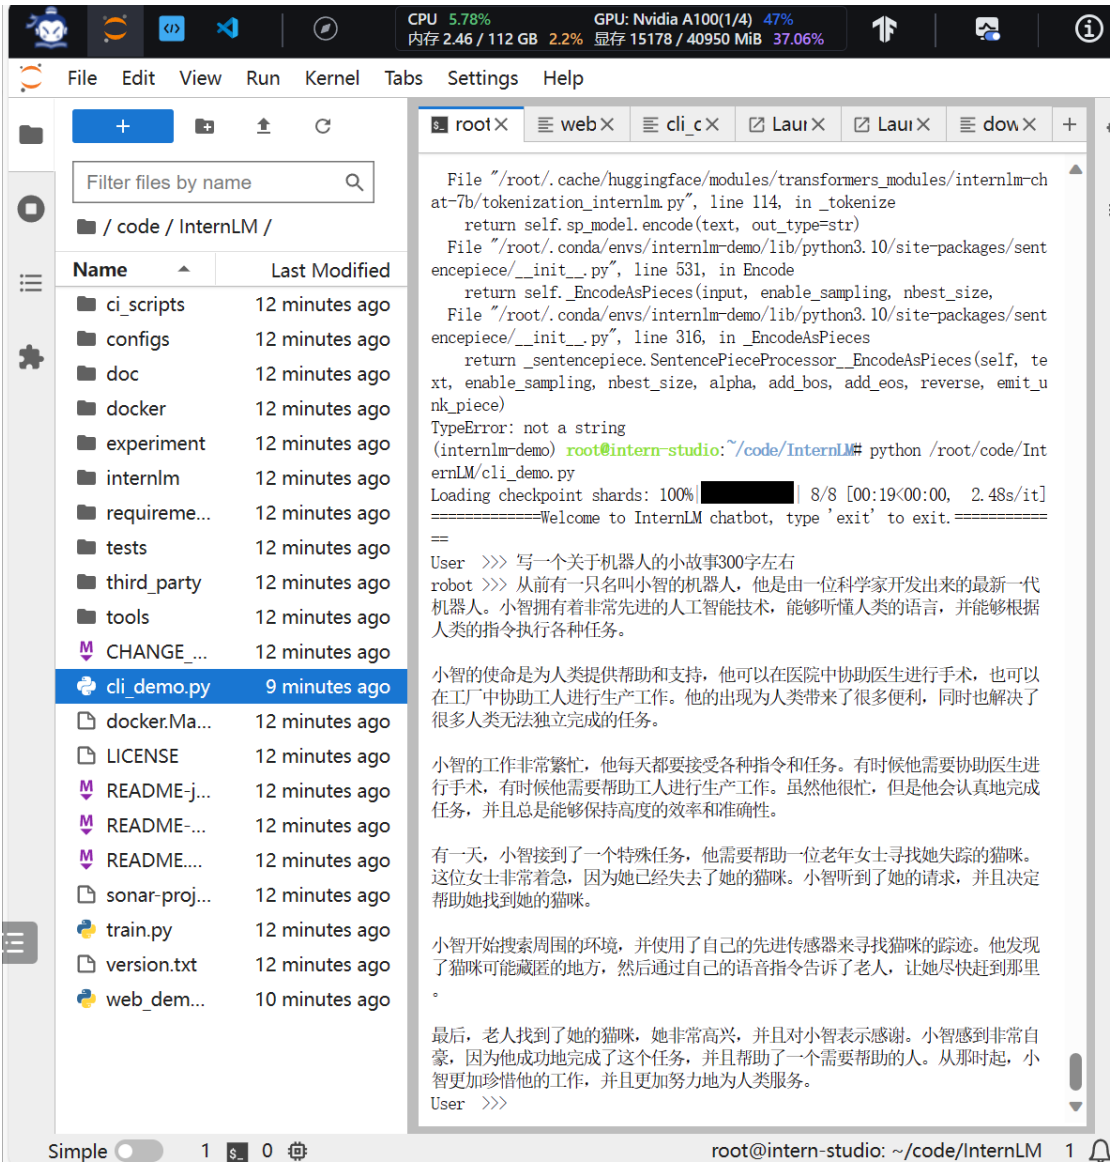 CPU 5.78% GPU: Nvidia A100(1/4) 47%
内存 2.46 / 112 GB 2.2% 显存 15178 / 40950 MiB 37.06%
File Edit View Run Kernel Tabs Settings Help
Filter files by name
/ code / InternLM /
Name Last Modified
ci_scripts 12 minutes ago
configs 12 minutes ago
doc 12 minutes ago
docker 12 minutes ago
experiment 12 minutes ago
internlm 12 minutes ago
requireme... 12 minutes ago
tests 12 minutes ago
third_party 12 minutes ago
tools 12 minutes ago
CHANGE_... 12 minutes ago
cli_demo.py 9 minutes ago
docker.Ma... 12 minutes ago
LICENSE 12 minutes ago
README-j... 12 minutes ago
README-... 12 minutes ago
README.... 12 minutes ago
sonar-proj... 12 minutes ago
train.py 12 minutes ago
version.txt 12 minutes ago
web_dem... 10 minutes ago
root web cli_c Laur Laur dow
File "/root/.cache/huggingface/modules/transformers_modules/internlm-ch
at-7b/tokenization_internlm.py", line 114, in _tokenize
return self.sp_model.encode(text, out_type=str)
File "/root/.conda/envs/internlm-demo/lib/python3.10/site-packages/sent
encepiece/__init__.py", line 531, in Encode
return self._EncodeAsPieces(input, enable_sampling, nbest_size,
File "/root/.conda/envs/internlm-demo/lib/python3.10/site-packages/sent
encepiece/__init__.py", line 316, in _EncodeAsPieces
return _sentencepiece.SentencePieceProcessor__EncodeAsPieces(self, te
xt, enable_sampling, nbest_size, alpha, add_bos, add_eos, reverse, emit_u
nk_piece)
TypeError: not a string
(internlm-demo) root@intern-studio:~/code/InternLM# python /root/code/Int
ernLM/cli_demo.py
Loading checkpoint shards: 100%| | 8/8 [00:19<00:00, 2.48s/it]
=============Welcome to InternLM chatbot, type 'exit' to exit.===========
==
User >>> 写一个关于机器人的小故事300字左右
robot >>> 从前有一只名叫小智的机器人，他是由一位科学家开发出来的最新一代
机器人。小智拥有着非常先进的人工智能技术，能够听懂人类的语言，并能够根据
人类的指令执行各种任务。
小智的使命是为人类提供帮助和支持，他可以在医院中协助医生进行手术，也可以
在工厂中协助工人进行生产工作。他的出现为人类带来了很多便利，同时也解决了
很多人类无法独立完成的任务。
小智的工作非常繁忙，他每天都要接受各种指令和任务。有时候他需要协助医生进
行手术，有时候他需要帮助工人进行生产工作。虽然他很忙，但是他会认真地完成
任务，并且总是能够保持高度的效率和准确性。
有一天，小智接到了一个特殊任务，他需要帮助一位老年女士寻找她失踪的猫咪。
这位女士非常着急，因为她已经失去了她的猫咪。小智听到了她的请求，并且决定
帮助她找到她的猫咪。
小智开始搜索周围的环境，并使用了自己的先进传感器来寻找猫咪的踪迹。他发现
了猫咪可能藏匿的地方，然后通过自己的语音指令告诉了老人，让她尽快赶到那里
。
最后，老人找到了她的猫咪，她非常高兴，并且对小智表示感谢。小智感到非常自
豪，因为他成功地完成了这个任务，并且帮助了一个需要帮助的人。从那时起，小
智更加珍惜他的工作，并且更加努力地为人类服务。
User >>>
Simple 1 0 root@intern-studio: ~/code/InternLM 1